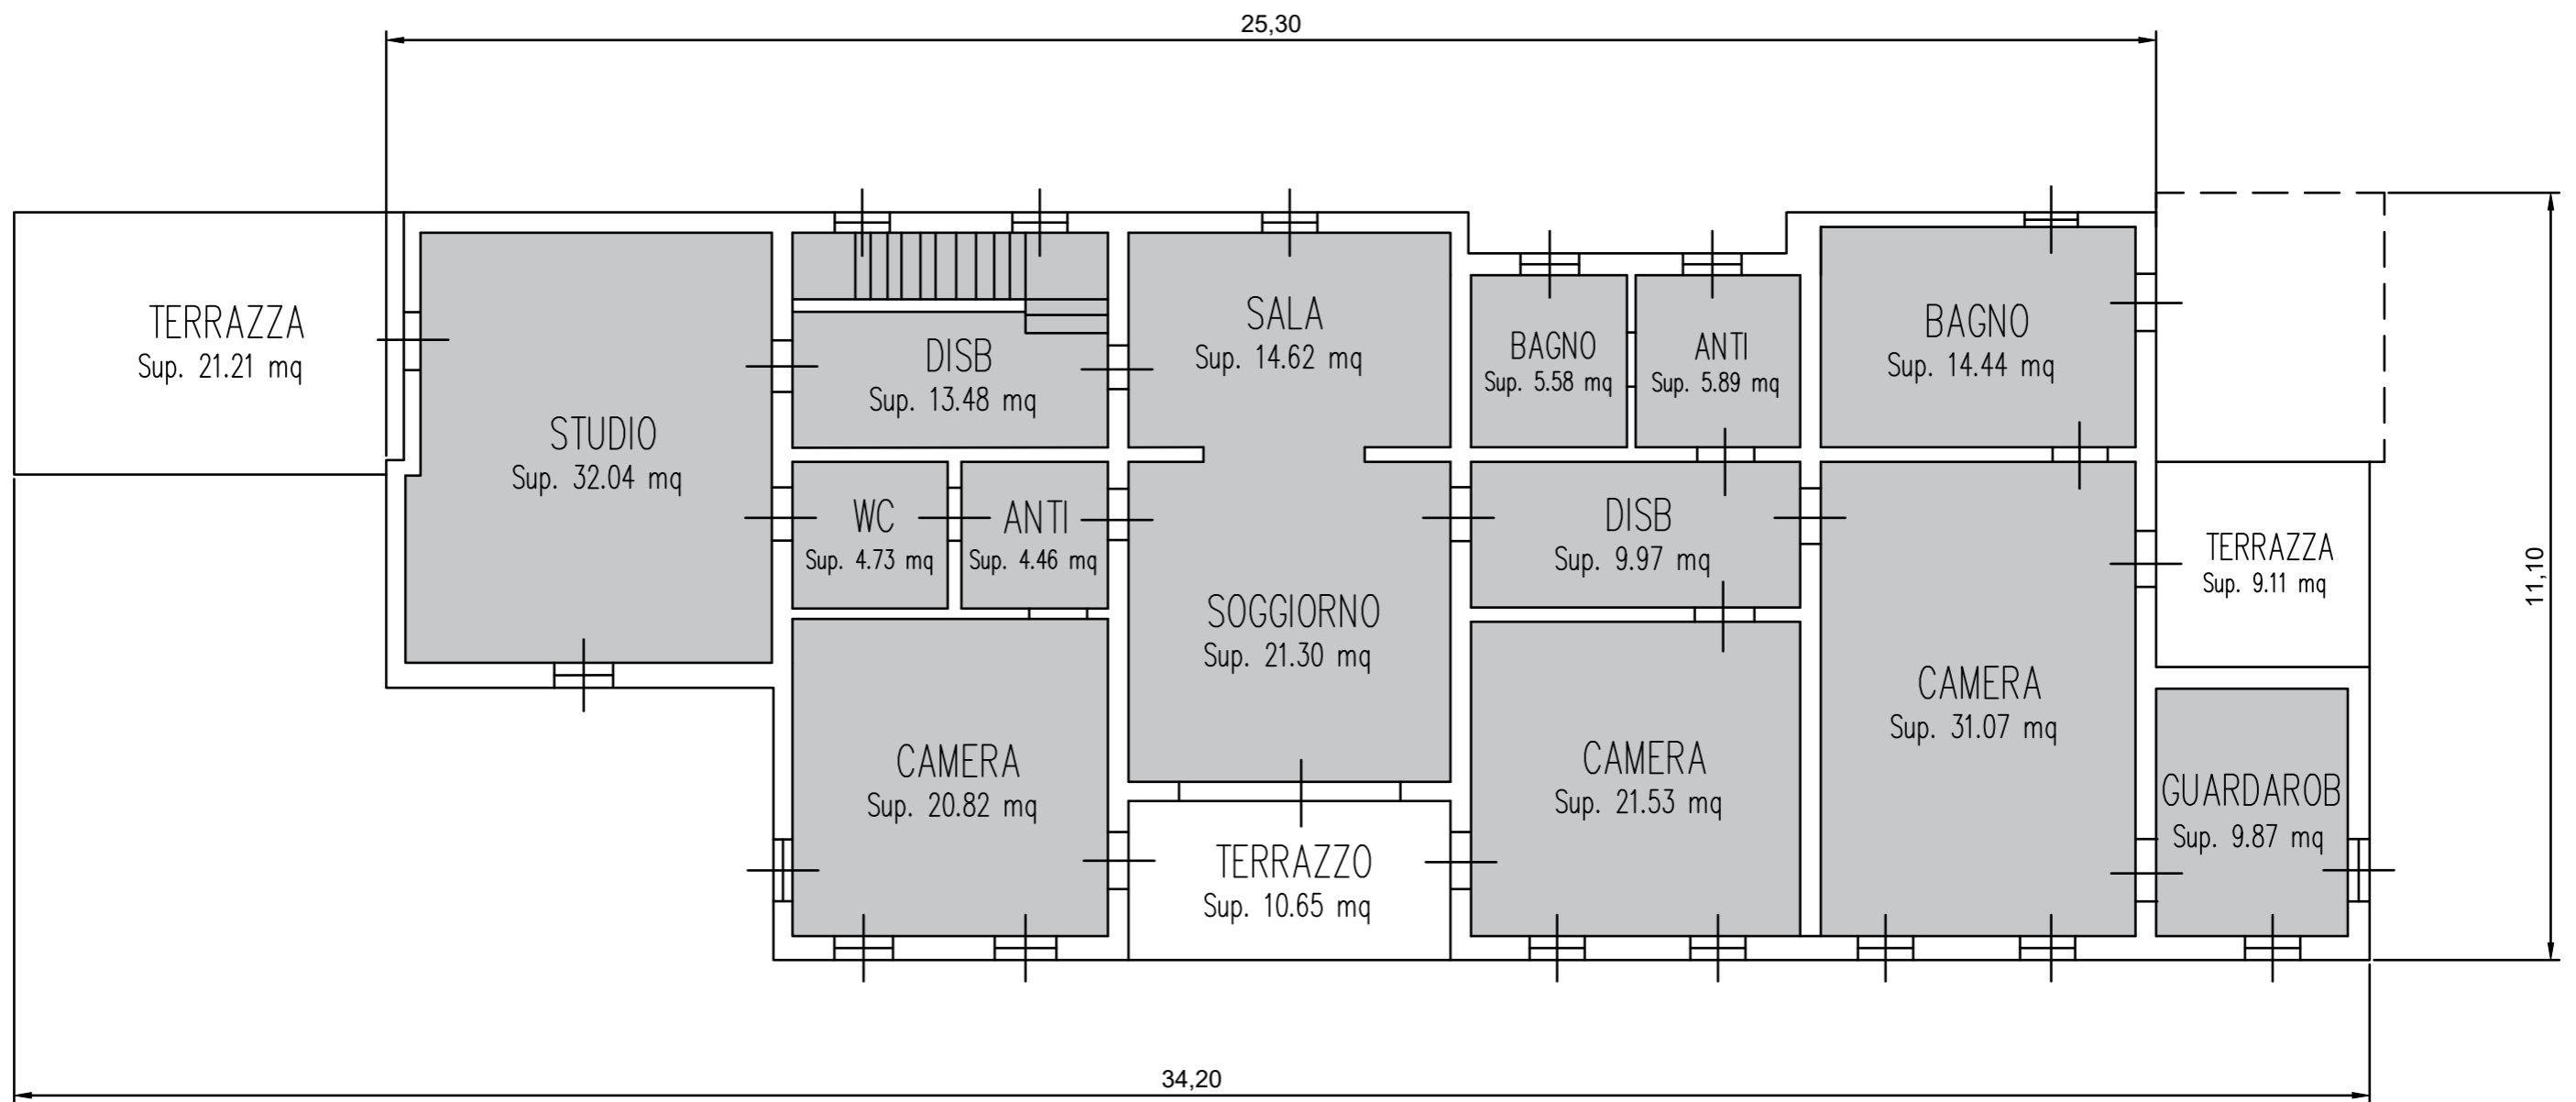 25,30
TERRAZZA
Sup. 21.21 mq
STUDIO
Sup. 32.04 mq
DISB
Sup. 13.48 mq
SALA
Sup. 14.62 mq
BAGNO
Sup. 5.58 mq
ANTI
Sup. 5.89 mq
BAGNO
Sup. 14.44 mq
WC
Sup. 4.73 mq
ANTI
Sup. 4.46 mq
SOGGIORNO
Sup. 21.30 mq
DISB
Sup. 9.97 mq
TERRAZZA
Sup. 9.11 mq
11,10
CAMERA
Sup. 20.82 mq
TERRAZZO
Sup. 10.65 mq
CAMERA
Sup. 21.53 mq
CAMERA
Sup. 31.07 mq
GUARDAROB
Sup. 9.87 mq
34,20